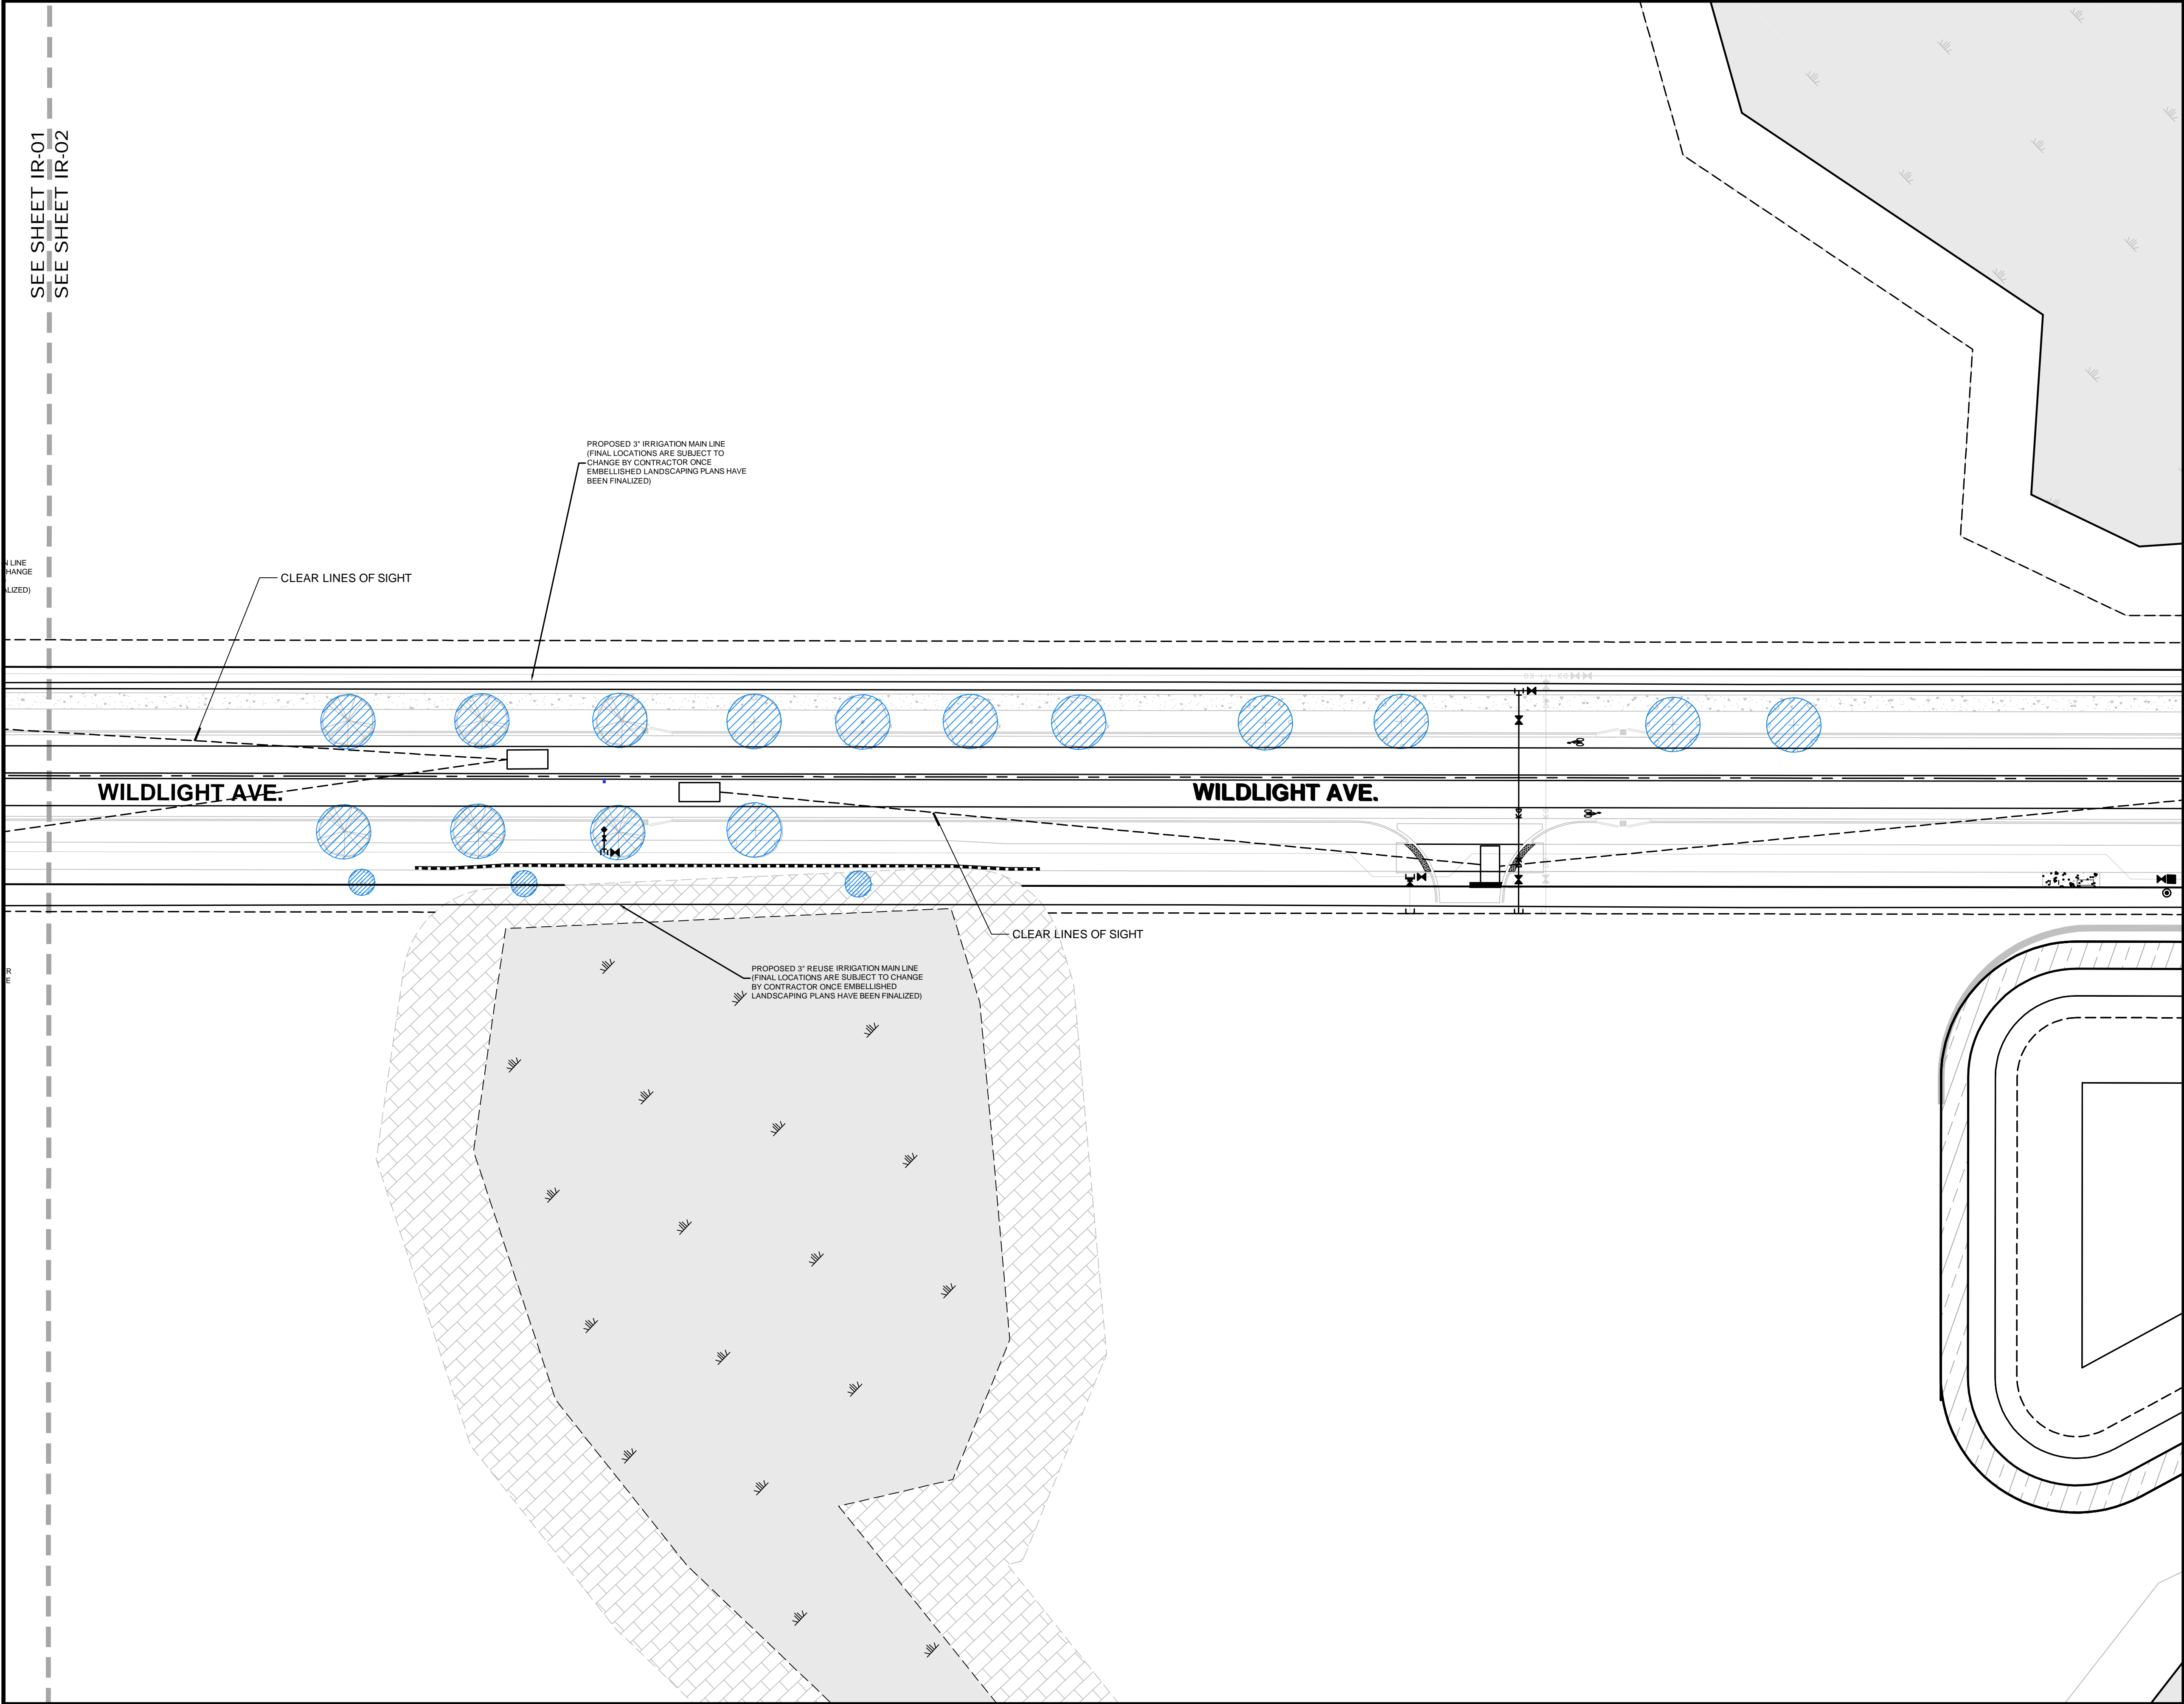 SEE SHEET IR-01
SEE SHEET IR-02
PROPOSED 3" IRRIGATION MAIN LINE
(FINAL LOCATIONS ARE SUBJECT TO
CHANGE BY CONTRACTOR ONCE
EMBELLISHED LANDSCAPING PLANS HAVE
BEEN FINALIZED)
N LINE
HANGE
ALIZED)
CLEAR LINES OF SIGHT
WILDLIGHT AVE.
WILDLIGHT AVE.
CLEAR LINES OF SIGHT
PROPOSED 3" REUSE IRRIGATION MAIN LINE
(FINAL LOCATIONS ARE SUBJECT TO CHANGE
BY CONTRACTOR ONCE EMBELLISHED
LANDSCAPING PLANS HAVE BEEN FINALIZED)
R
E